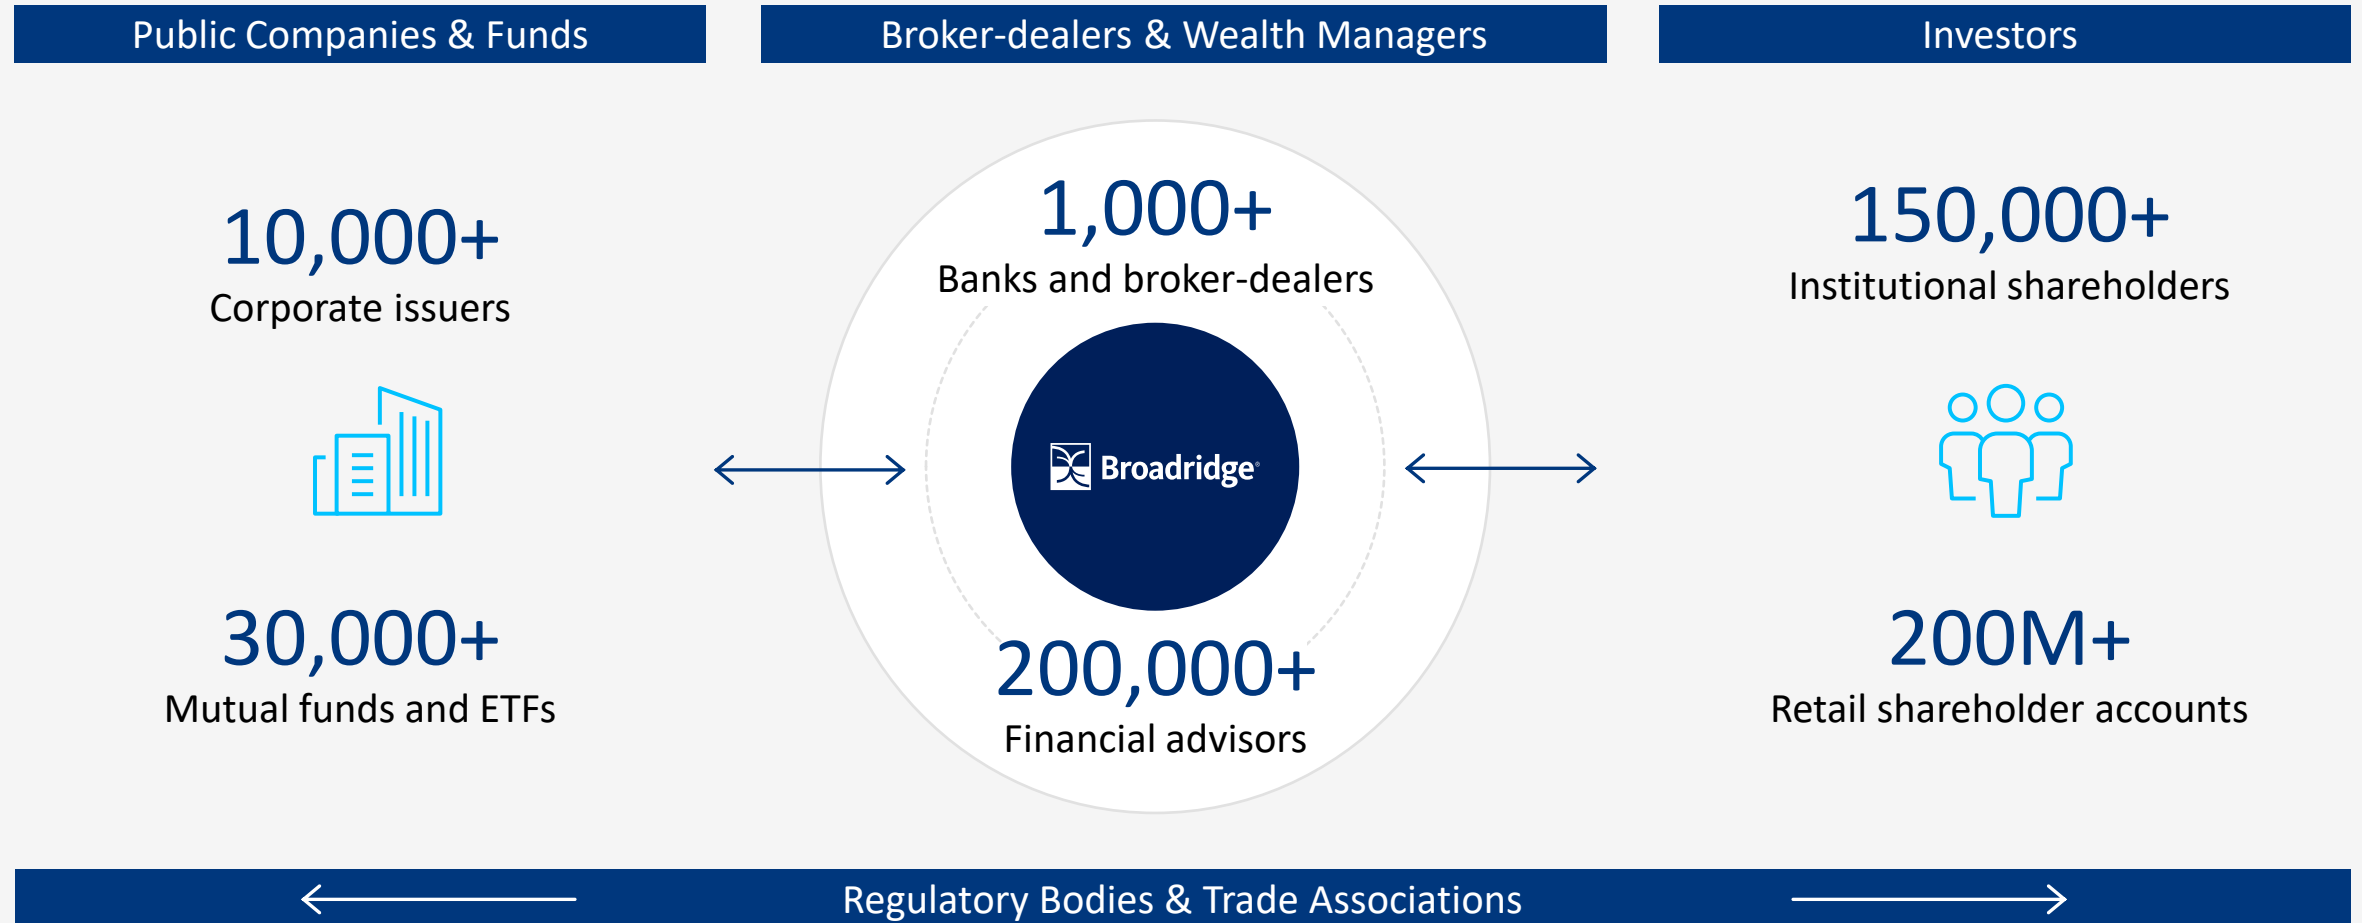 Public Companies & Funds
Broker-dealers & Wealth Managers
Investors
10,000+
Corporate issuers
30,000+
Mutual funds and ETFs
1,000+
Banks and broker-dealers
Broadridge®
200,000+
Financial advisors
150,000+
Institutional shareholders
200M+
Retail shareholder accounts
Regulatory Bodies & Trade Associations